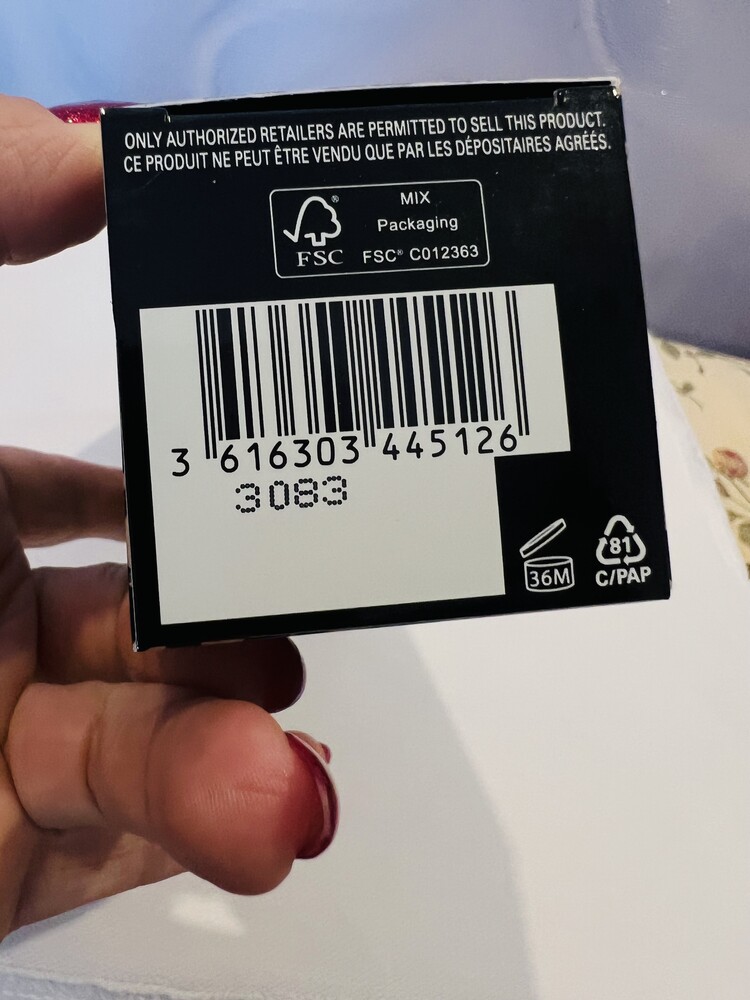 ONLY AUTHORIZED RETAILERS ARE PERMITTED TO SELL THIS PRODUCT.
CE PRODUIT NE PEUT ÊTRE VENDU QUE PAR LES DÉPOSITAIRES AGRÉÉS.
®
FSC
MIX
Packaging
FSC® C012363
3 616303 445126
3083
36M
81
C/PAP